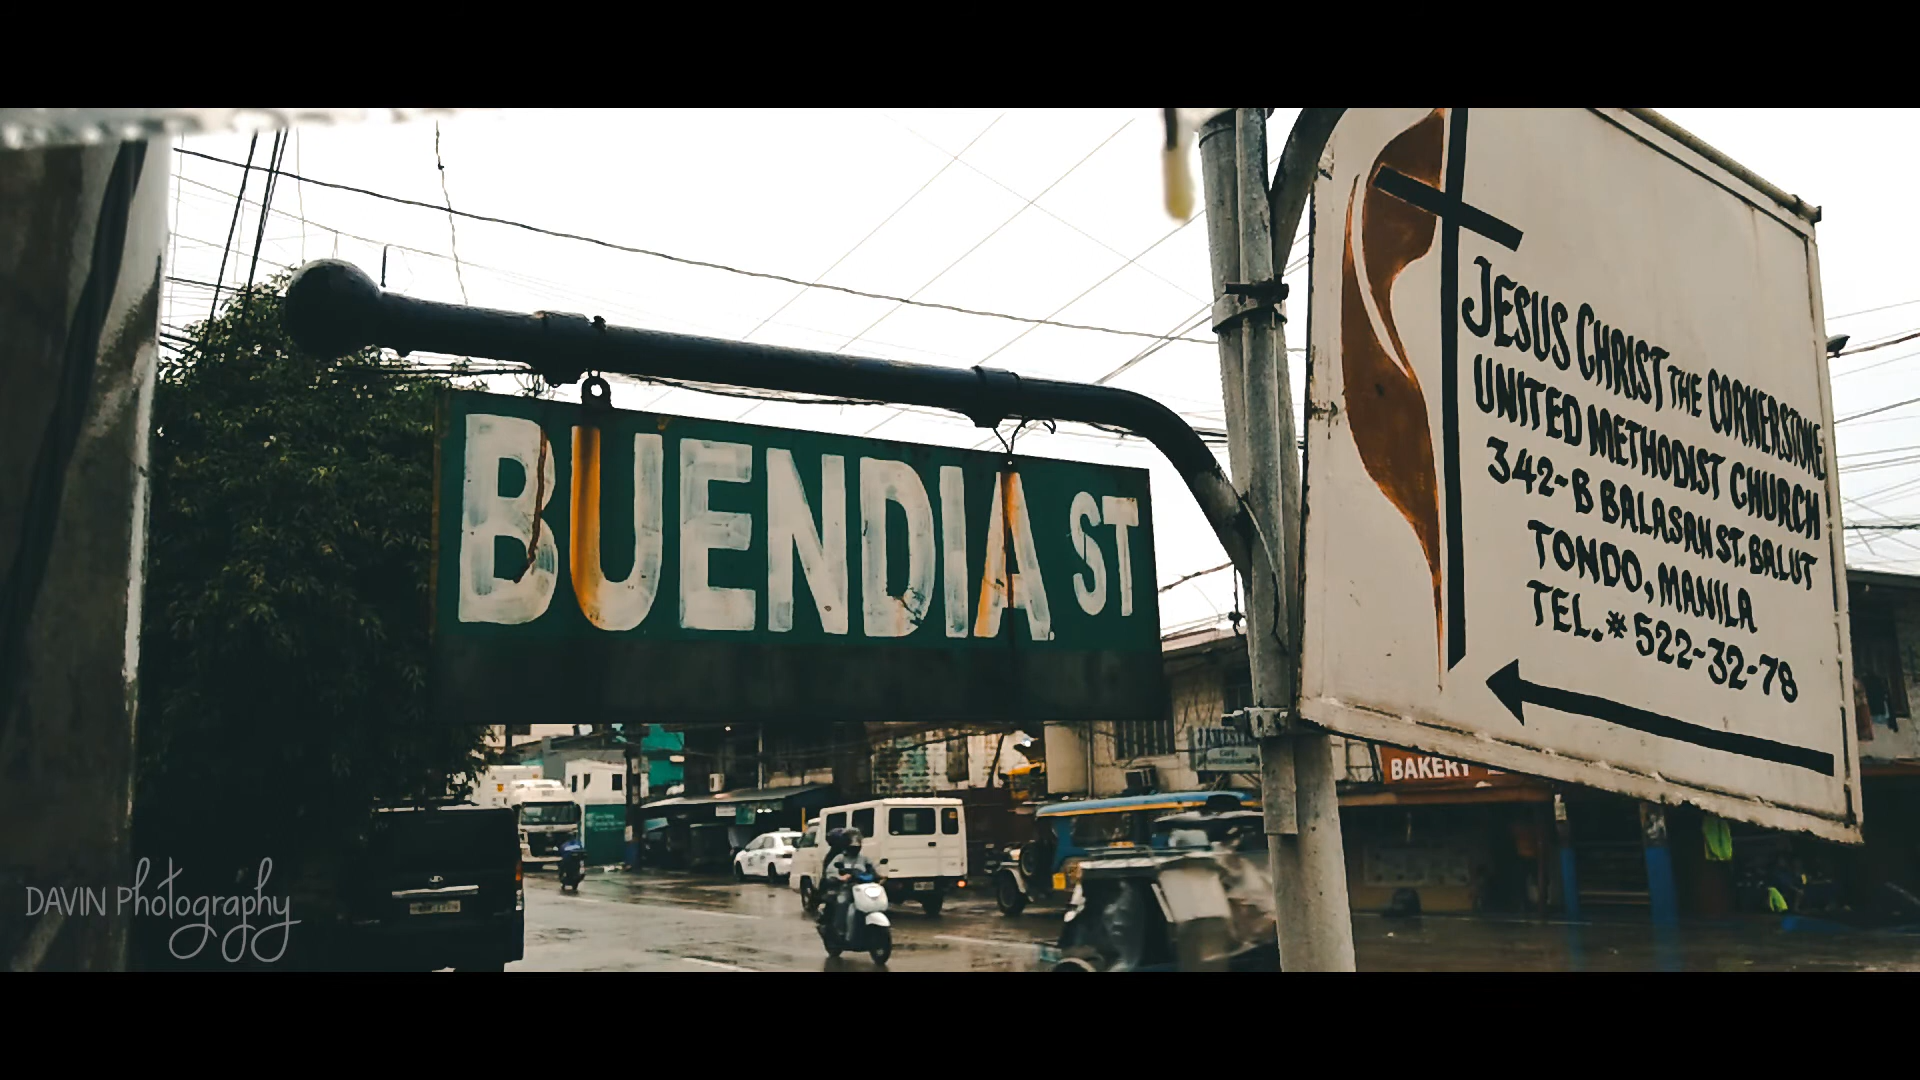 BUENDIA ST
JESUS CHRIST THE CORNERSTONE
UNITED METHODIST CHURCH
342-B BALASAN ST. BALUT
TONDO, MANILA
TEL.# 522-32-78
BAKERY
DAVIN Photography